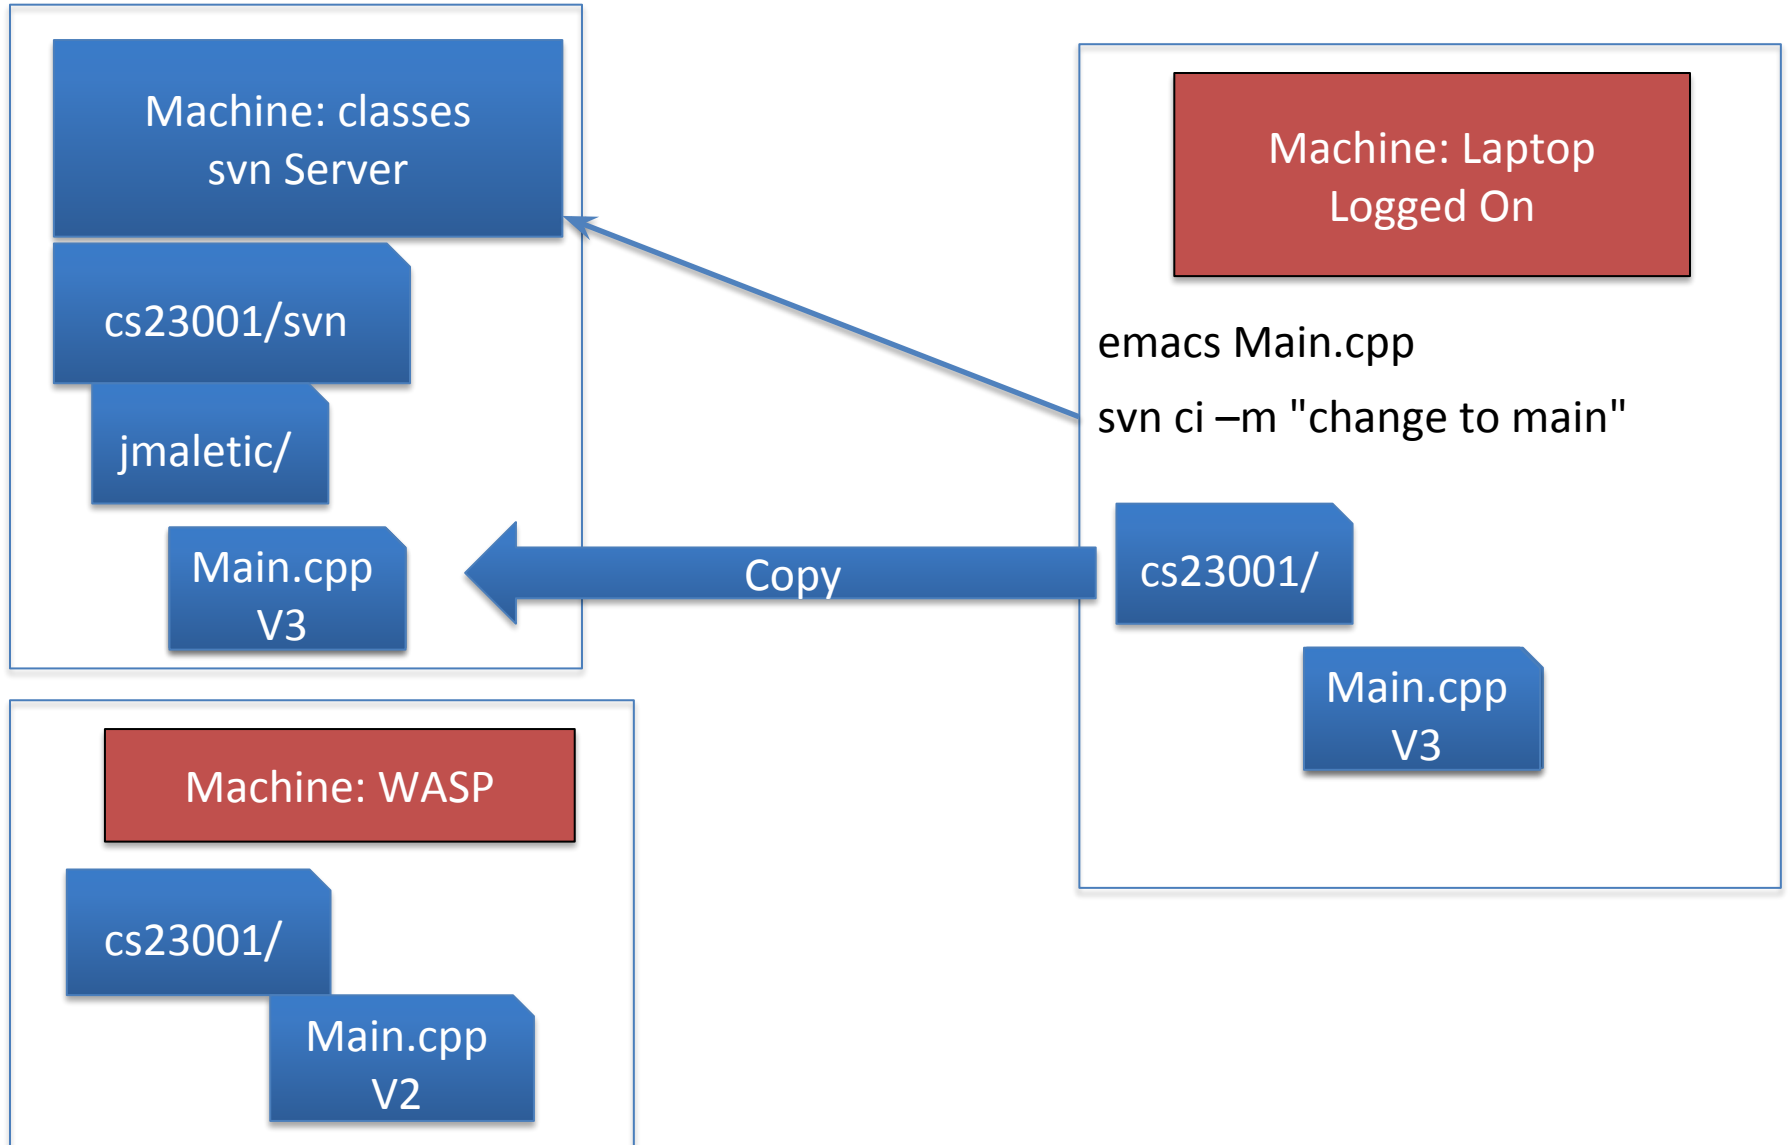 Machine: classes
svn Server
cs23001/svn
jmaletic/
Main.cpp
V3
Copy
Machine: Laptop
Logged On
emacs Main.cpp
svn ci –m "change to main"
cs23001/
Main.cpp
V3
Machine: WASP
cs23001/
Main.cpp
V2